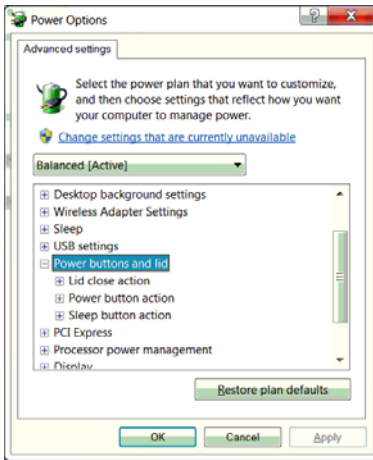 Power Options
Advanced settings
Select the power plan that you want to customize,
and then choose settings that reflect how you want
your computer to manage power.
Change settings that are currently unavailable
Balanced [Active]
Desktop background settings
Wireless Adapter Settings
Sleep
USB settings
Power buttons and lid
Lid close action
Power button action
Sleep button action
PCI Express
Processor power management
Display
Restore plan defaults
OK
Cancel
Apply